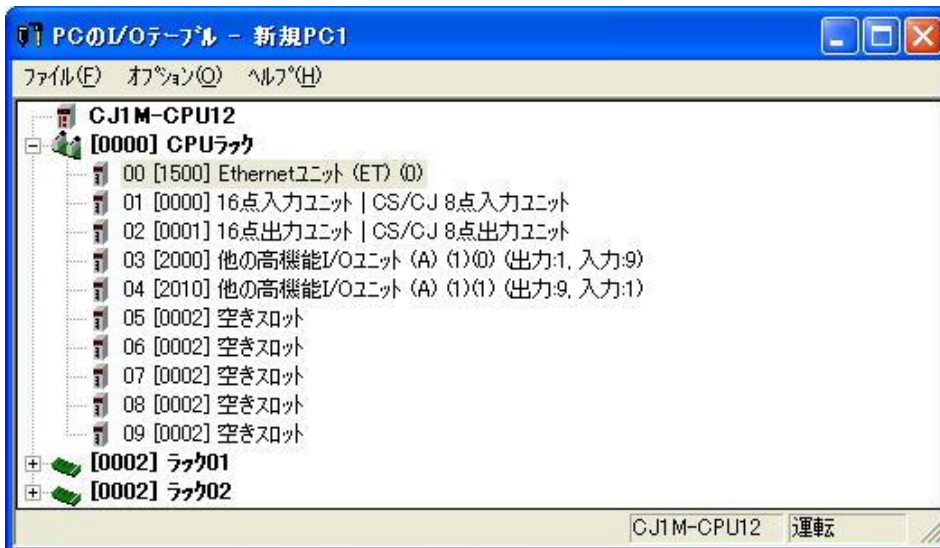 PCのI/Oテーブル - 新規PC1
ファイル(F) オプション(O) ヘルプ(H)
CJ1M-CPU12
[0000] CPUラック
00 [1500] Ethernetユニット (ET) (0)
01 [0000] 16点入力ユニット | CS/CJ 8点入力ユニット
02 [0001] 16点出力ユニット | CS/CJ 8点出力ユニット
03 [2000] 他の高機能I/Oユニット (A) (1)(0) (出力:1, 入力:9)
04 [2010] 他の高機能I/Oユニット (A) (1)(1) (出力:9, 入力:1)
05 [0002] 空きスロット
06 [0002] 空きスロット
07 [0002] 空きスロット
08 [0002] 空きスロット
09 [0002] 空きスロット
[0002] ラック01
[0002] ラック02
CJ1M-CPU12 運転